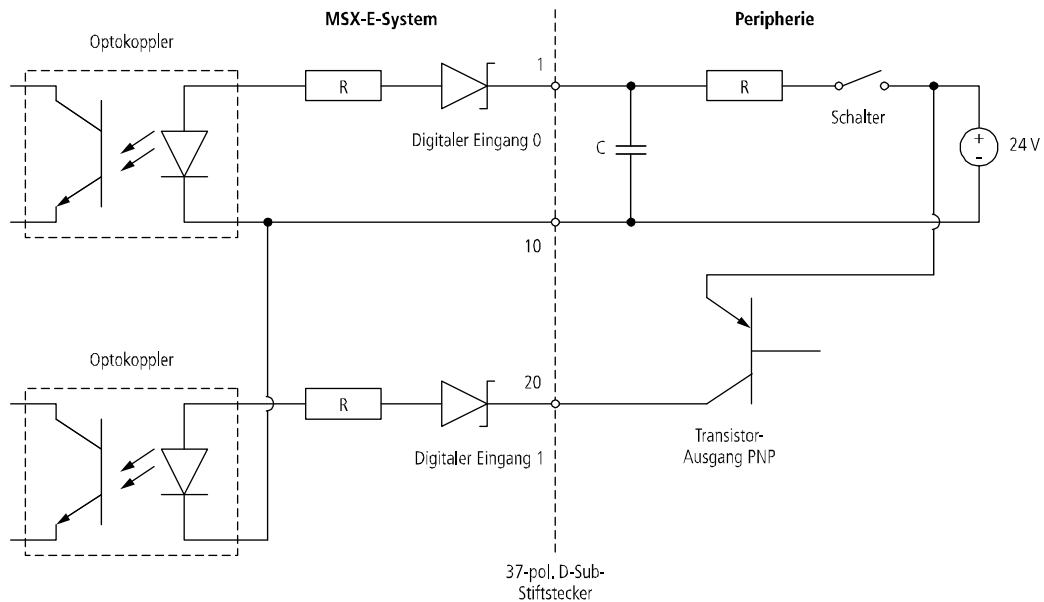 MSX-E-System
Peripherie
Optokoppler
R
1
R
Schalter
Digitaler Eingang 0
C
+
-
24 V
10
Optokoppler
R
20
Digitaler Eingang 1
Transistor-
Ausgang PNP
37-pol. D-Sub-
Stiftstecker